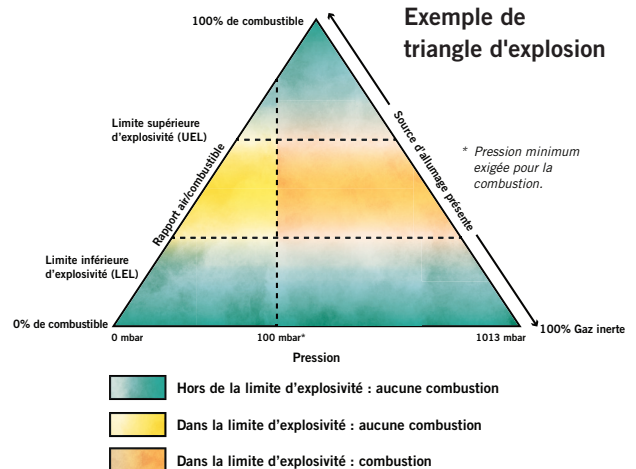 Exemple de
triangle d'explosion
100% de combustible
Limite supérieure
d'explosivité (UEL)
Rapport air/combustible
Source d'allumage présente
* Pression minimum
exigée pour la
combustion.
Limite inférieure
d'explosivité (LEL)
0% de combustible
100% Gaz inerte
0 mbar
100 mbar*
1013 mbar
Pression
Hors de la limite d'explosivité : aucune combustion
Dans la limite d'explosivité : aucune combustion
Dans la limite d'explosivité : combustion